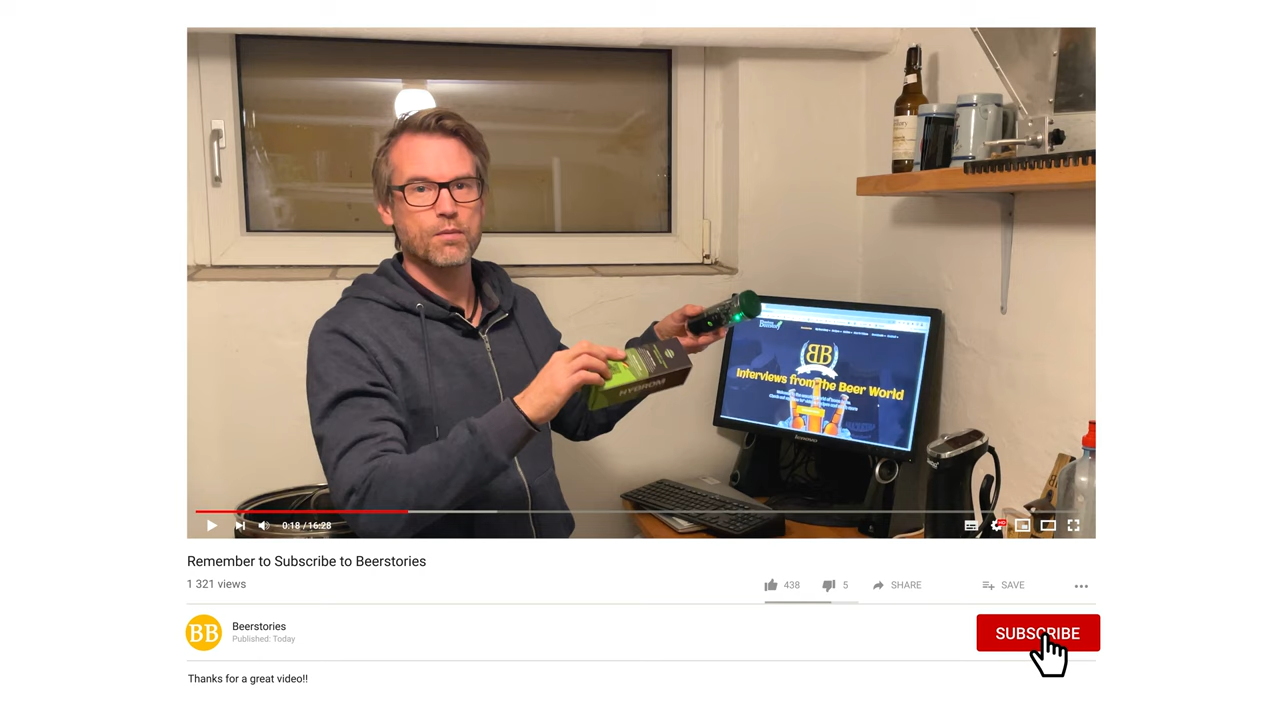 BB
Interviews from the Beer World
HYDROM
lenovo
0:18 / 16:28
HD
Remember to Subscribe to Beerstories
1 321 views
438
5
SHARE
SAVE
BB
Beerstories
Published: Today
SUBSCRIBE
Thanks for a great video!!